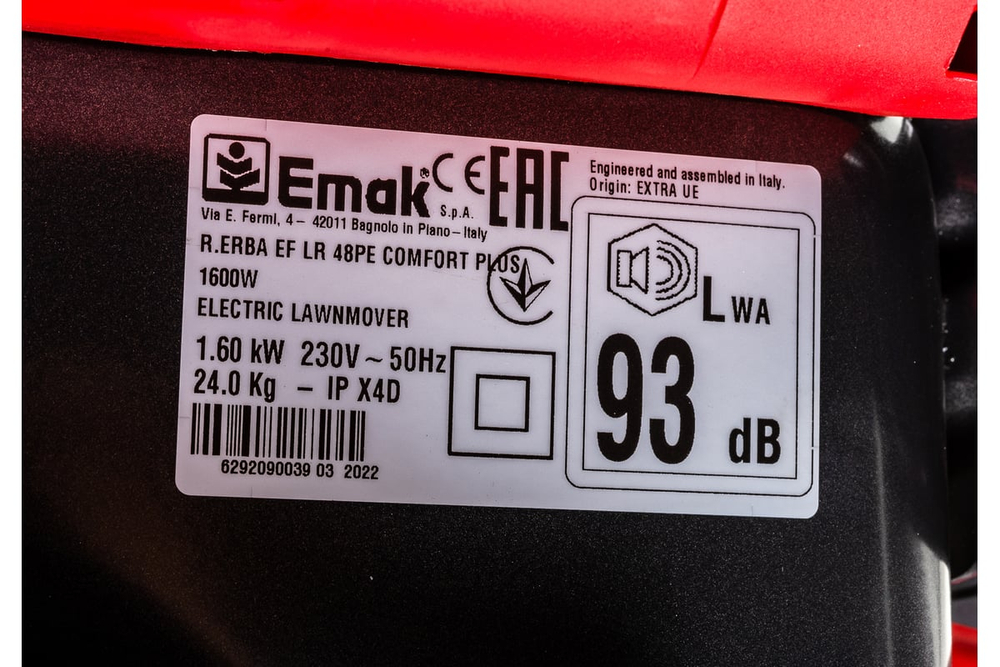 Emak® S.p.A.
CE EAC
Via E. Fermi, 4 – 42011 Bagnolo in Piano – Italy
Engineered and assembled in Italy.
Origin: EXTRA UE
R.ERBA EF LR 48PE COMFORT PLUS
1600W
ELECTRIC LAWNMOVER
1.60 kW 230V ~ 50Hz
24.0 Kg – IP X4D
6292090039 03 2022
LWA
93 dB